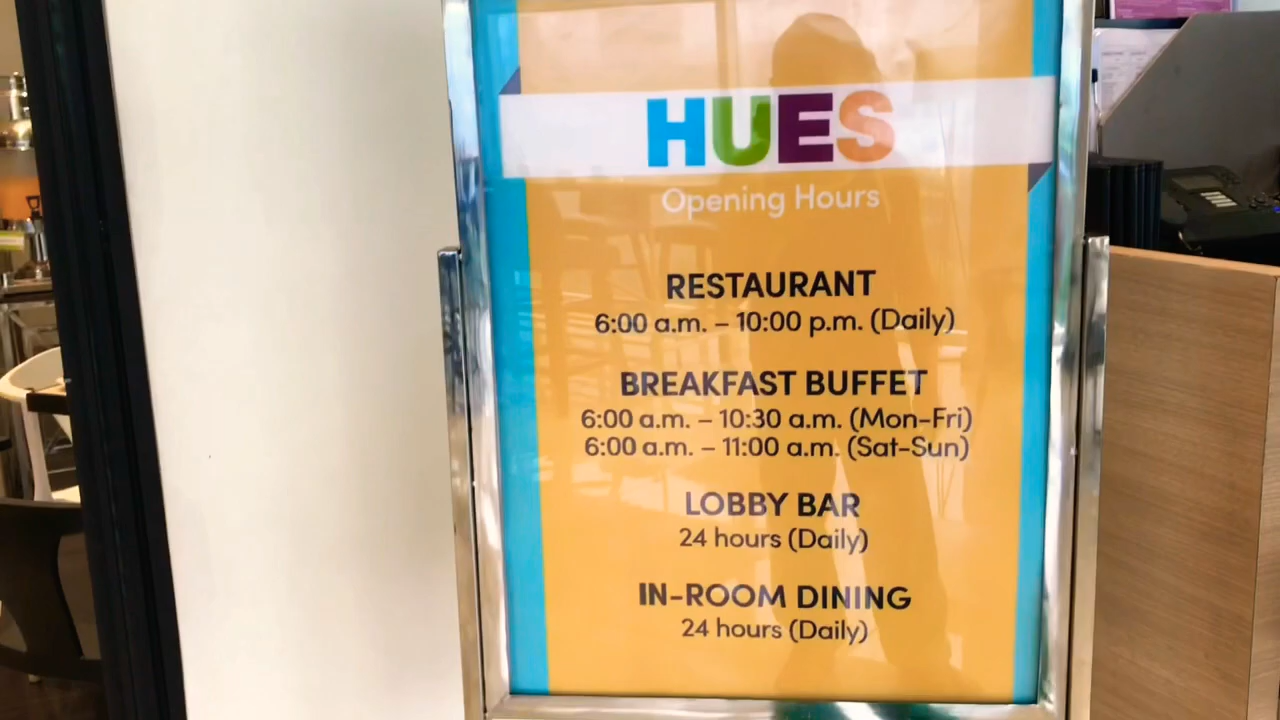 HUES
Opening Hours
RESTAURANT
6:00 a.m. – 10:00 p.m. (Daily)
BREAKFAST BUFFET
6:00 a.m. – 10:30 a.m. (Mon-Fri)
6:00 a.m. – 11:00 a.m. (Sat-Sun)
LOBBY BAR
24 hours (Daily)
IN-ROOM DINING
24 hours (Daily)